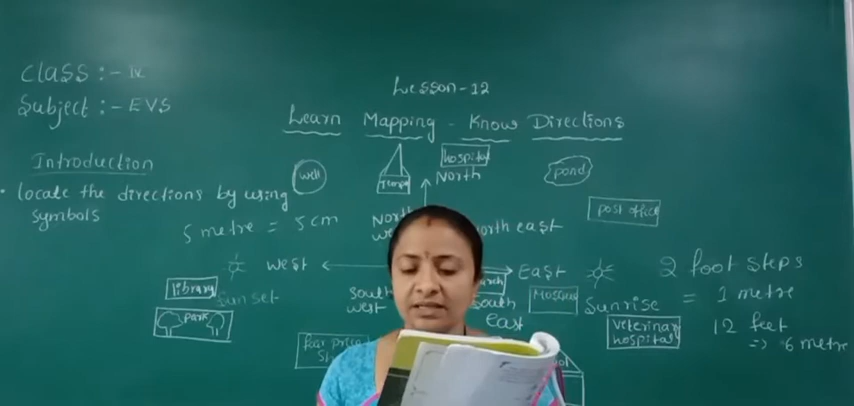 Class :- IV
Subject :- EVS
Lesson-12
Learn Mapping - Know Directions
Introduction
• locate the directions by using
symbols
well
hospital
North
pond
post office
5 metre = 5 cm
North
north east
West
East
library
Sun set
South
west
South
east
Mosque
Sunrise
Park
Veterinary
hospital
2 foot steps
= 1 metre
12 feet
=> 6 metre